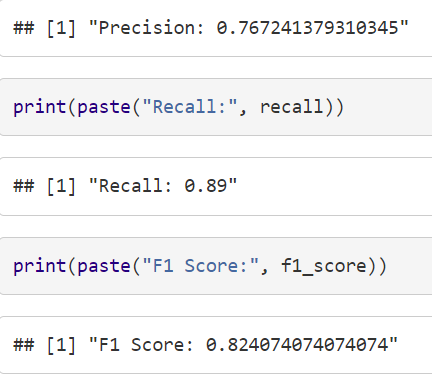 ## [1] "Precision: 0.767241379310345"
print(paste("Recall:", recall))
## [1] "Recall: 0.89"
print(paste("F1 Score:", f1_score))
## [1] "F1 Score: 0.824074074074074"